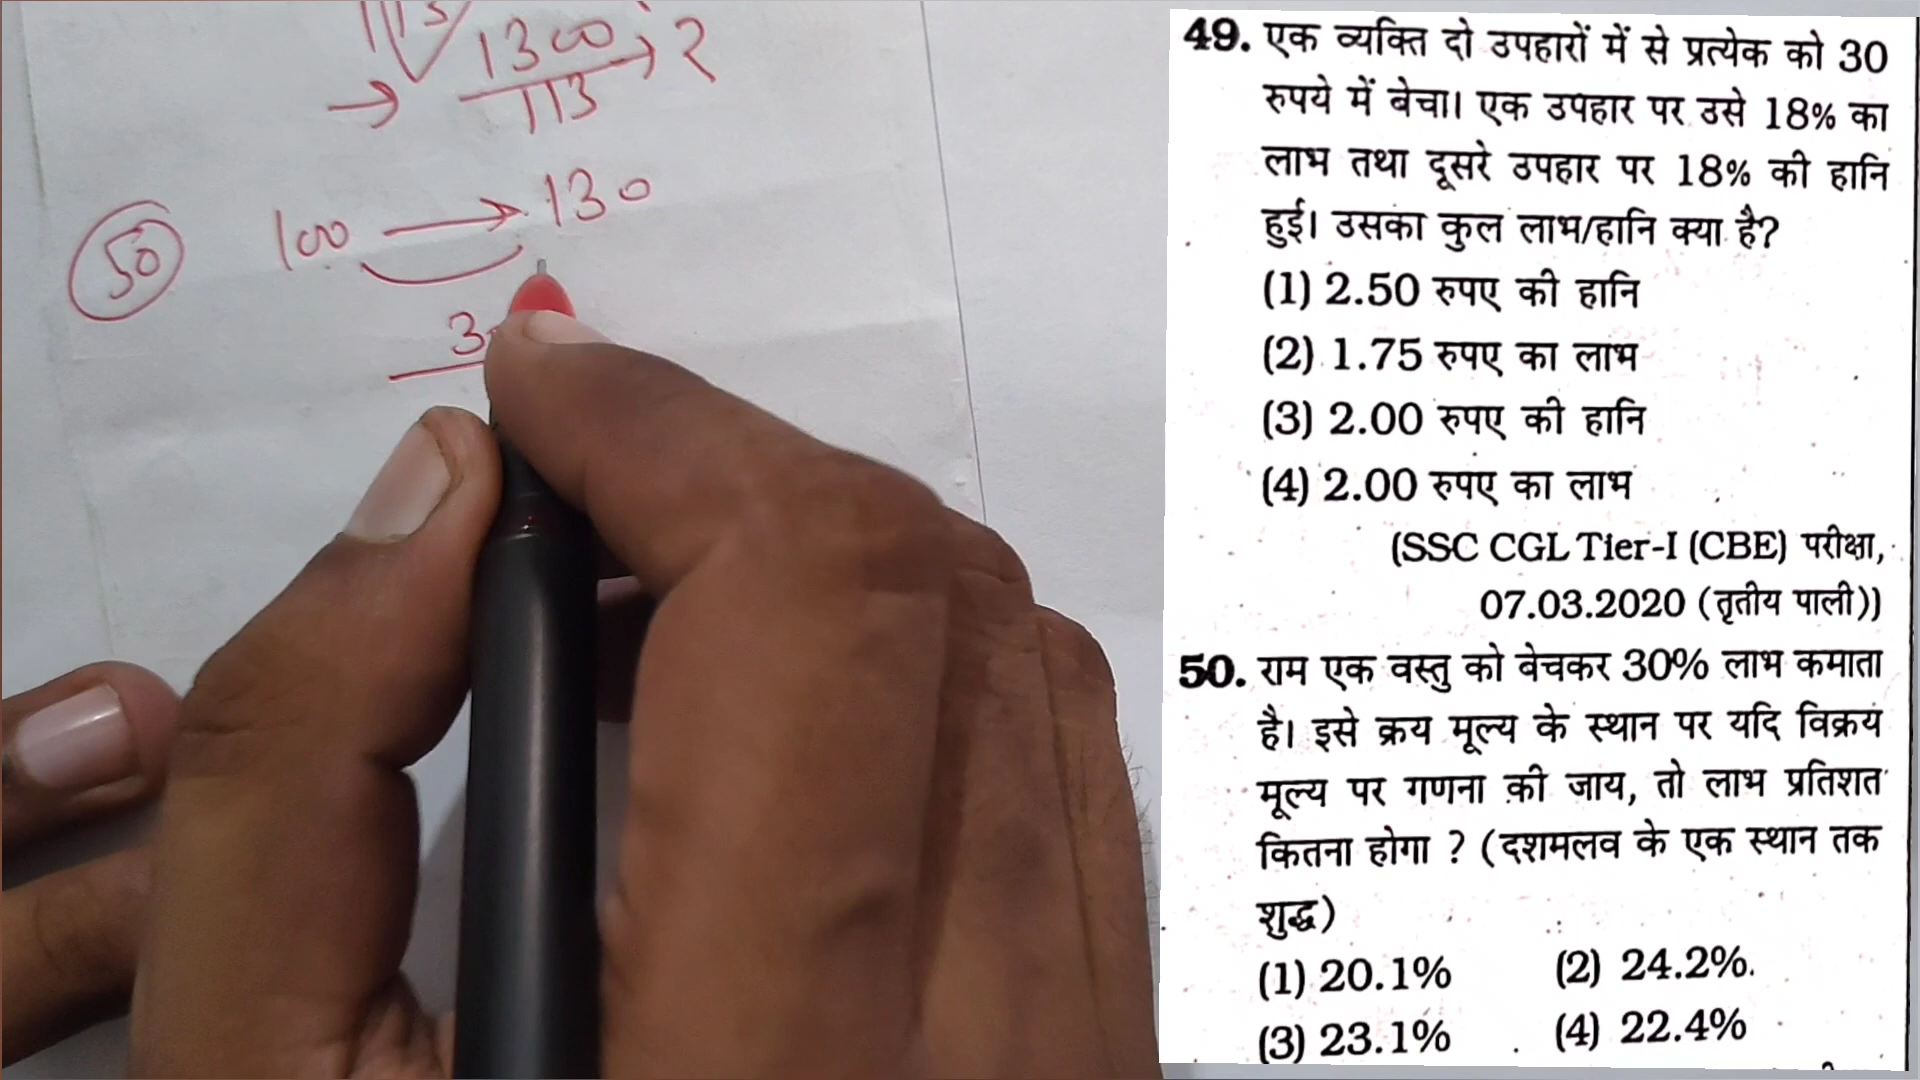 1300 → २
→ 113
50 100 → 130
3
49. एक व्यक्ति दो उपहारों में से प्रत्येक को 30
रुपये में बेचा। एक उपहार पर उसे 18% का
लाभ तथा दूसरे उपहार पर 18% की हानि
हुई। उसका कुल लाभ/हानि क्या है?
(1) 2.50 रुपए की हानि
(2) 1.75 रुपए का लाभ
(3) 2.00 रुपए की हानि
(4) 2.00 रुपए का लाभ
(SSC CGL Tier-I (CBE) परीक्षा,
07.03.2020 (तृतीय पाली))
50. राम एक वस्तु को बेचकर 30% लाभ कमाता
है। इसे क्रय मूल्य के स्थान पर यदि विक्रय
मूल्य पर गणना की जाय, तो लाभ प्रतिशत
कितना होगा ? (दशमलव के एक स्थान तक
शुद्ध)
(1) 20.1% (2) 24.2%
(3) 23.1% (4) 22.4%